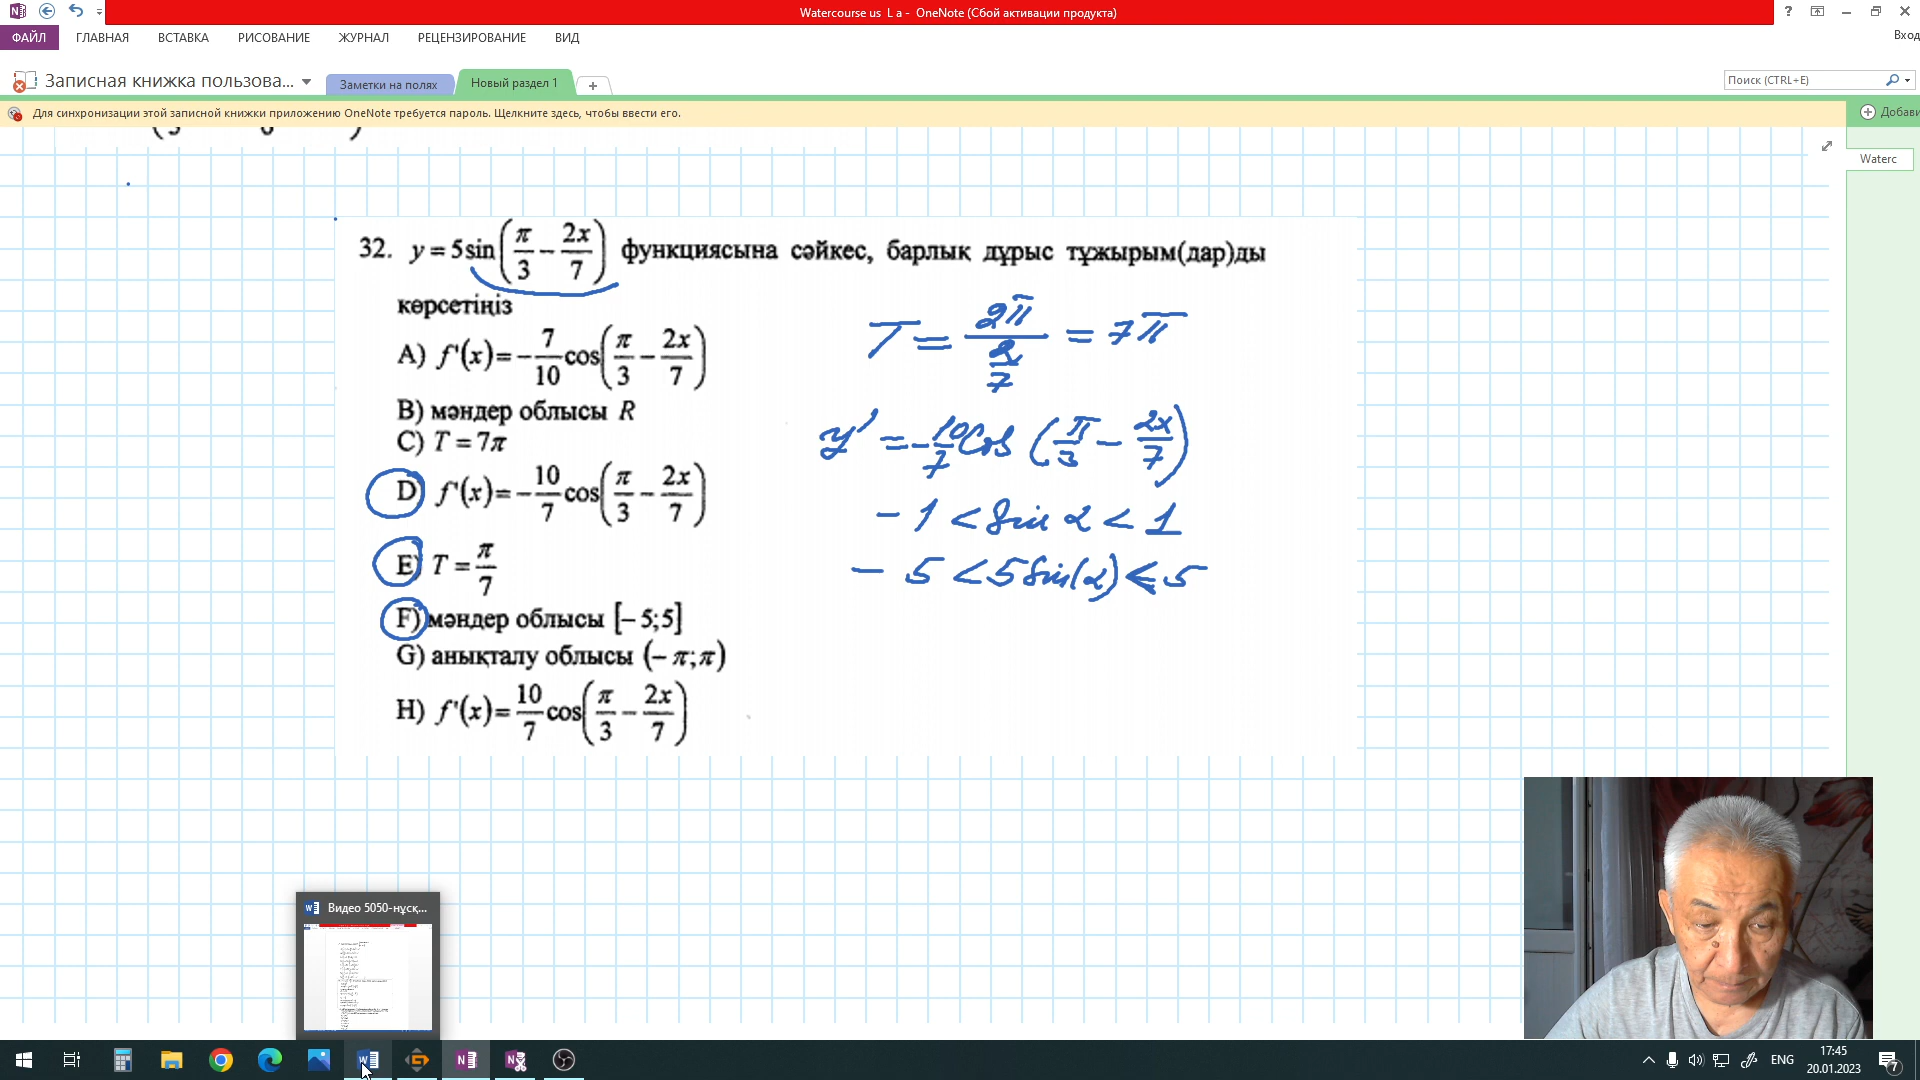 Watercourse us L a - OneNote (Сбой активации продукта)
ФАЙЛ ГЛАВНАЯ ВСТАВКА РИСОВАНИЕ ЖУРНАЛ РЕЦЕНЗИРОВАНИЕ ВИД
Вход
Записная книжка пользова... Заметки на полях Новый раздел 1
Поиск (CTRL+E)
Для синхронизации этой записной книжки приложению OneNote требуется пароль. Щелкните здесь, чтобы ввести его.
Добави
Waterc
32. y = 5sin(π/3 − 2x/7) функциясына сәйкес, барлық дұрыс тұжырым(дар)ды
көрсетіңіз
A) f'(x) = −7/10 cos(π/3 − 2x/7)
B) мәндер облысы R
C) T = 7π
D) f'(x) = −10/7 cos(π/3 − 2x/7)
E) T = π/7
F) мәндер облысы [− 5;5]
G) анықталу облысы (− π;π)
H) f'(x) = 10/7 cos(π/3 − 2x/7)
T = 2π/(2/7) = 7π
y' = −10/7 Cos (π/3 − 2x/7)
− 1 < Sin α < 1
− 5 < 5 Sin(α) ≤ 5
Видео 5050-нұсқ...
ENG
17:45
20.01.2023
7